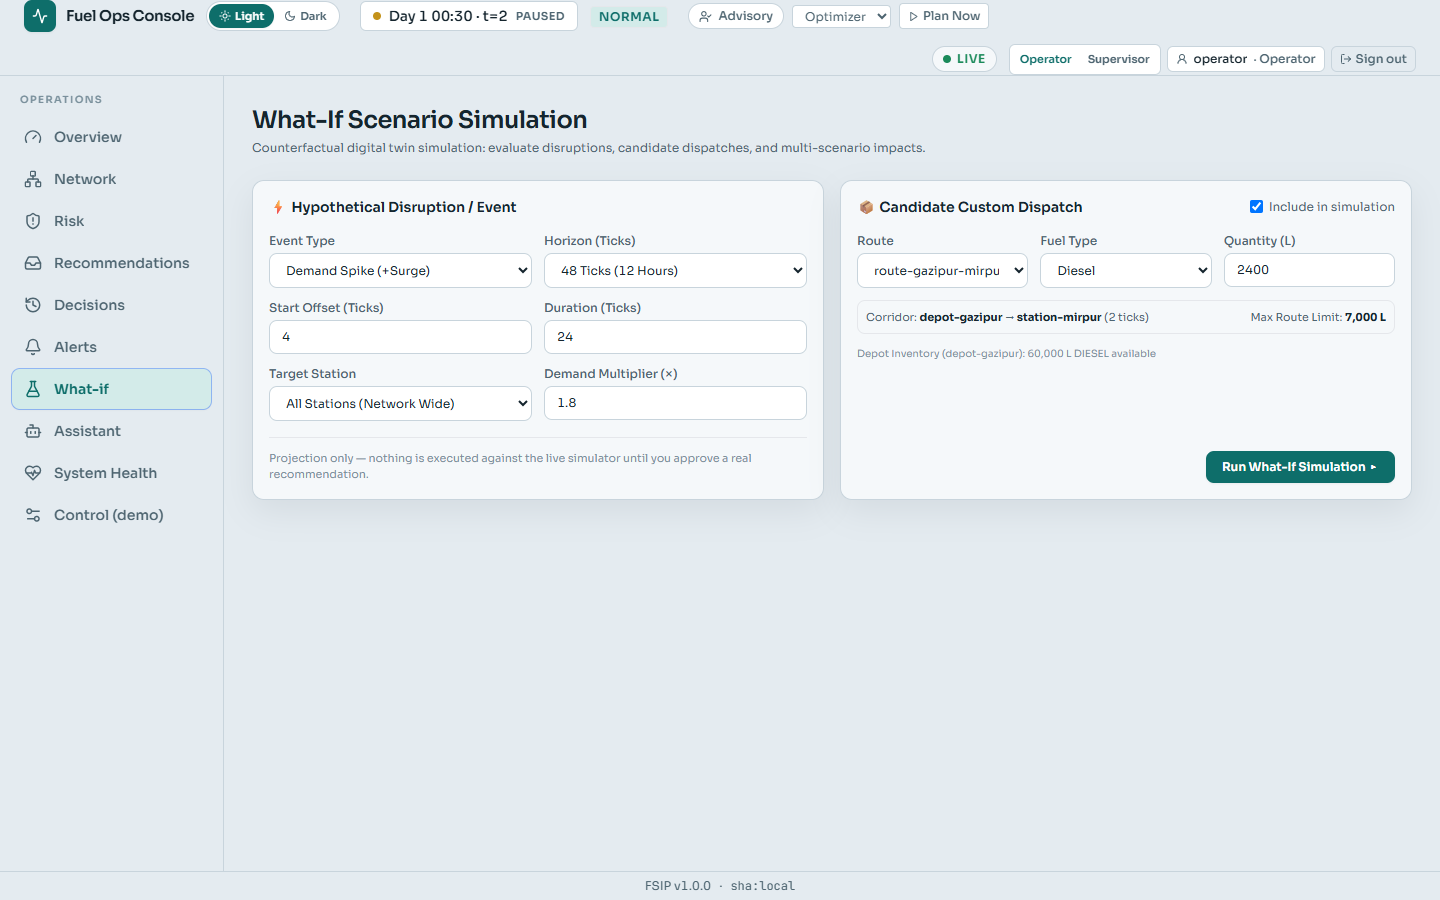 Fuel Ops Console Light Dark Day 1 00:30 · t=2 PAUSED NORMAL Advisory Optimizer Plan Now
LIVE Operator Supervisor operator · Operator Sign out
OPERATIONS
Overview
Network
Risk
Recommendations
Decisions
Alerts
What-if
Assistant
System Health
Control (demo)
What-If Scenario Simulation
Counterfactual digital twin simulation: evaluate disruptions, candidate dispatches, and multi-scenario impacts.
Hypothetical Disruption / Event
Event Type Horizon (Ticks)
Demand Spike (+Surge) 48 Ticks (12 Hours)
Start Offset (Ticks) Duration (Ticks)
4 24
Target Station Demand Multiplier (×)
All Stations (Network Wide) 1.8
Projection only — nothing is executed against the live simulator until you approve a real
recommendation.
Candidate Custom Dispatch Include in simulation
Route Fuel Type Quantity (L)
route-gazipur-mirpu Diesel 2400
Corridor: depot-gazipur → station-mirpur (2 ticks) Max Route Limit: 7,000 L
Depot Inventory (depot-gazipur): 60,000 L DIESEL available
Run What-If Simulation ▸
FSIP v1.0.0 · sha:local